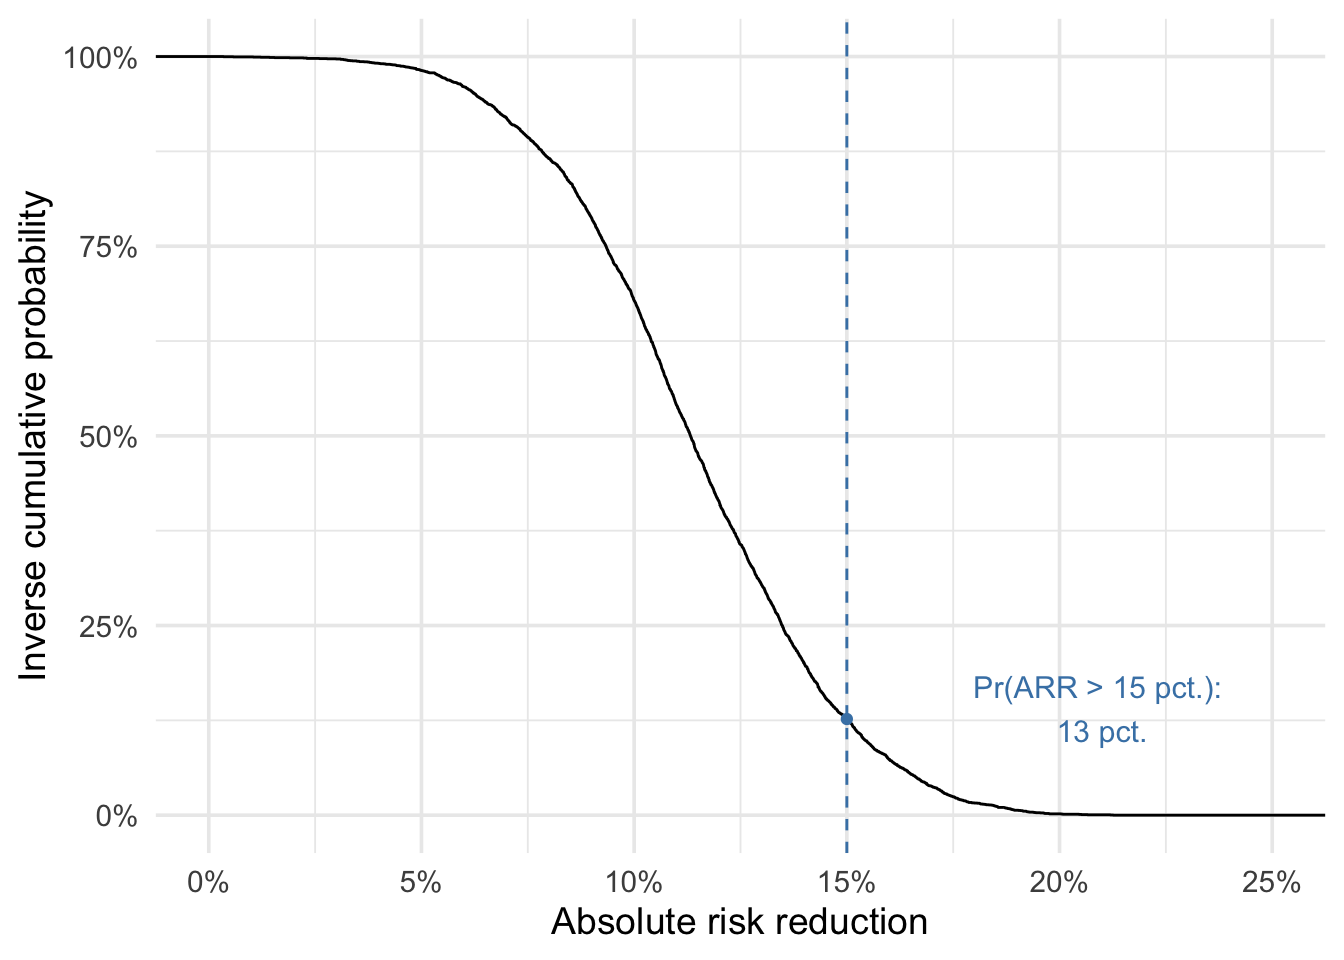 Inverse cumulative probability
100%
75%
50%
25%
0%
Pr(ARR > 15 pct.):
13 pct.
0%
5%
10%
15%
20%
25%
Absolute risk reduction